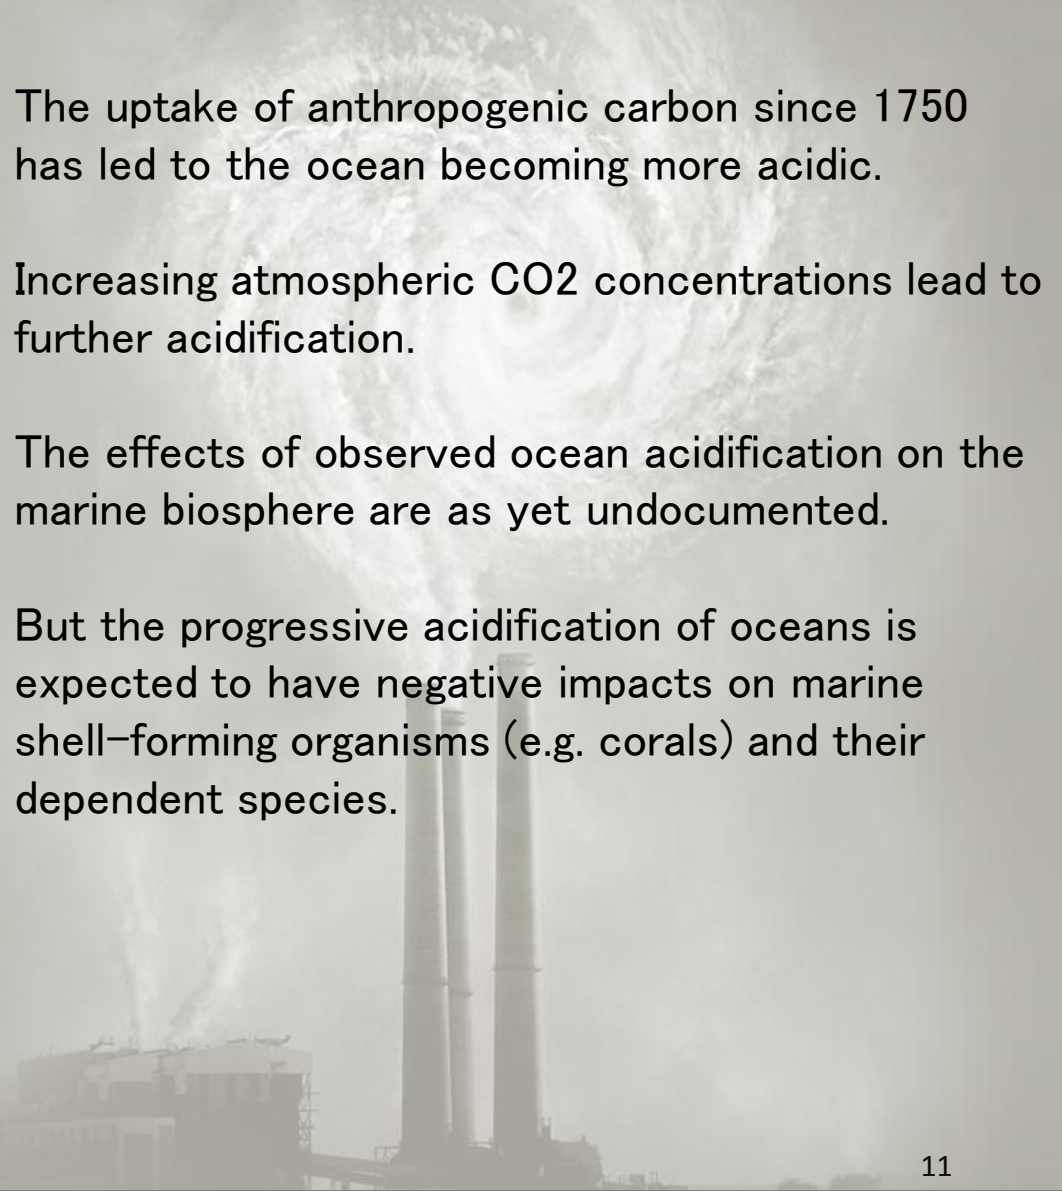 The uptake of anthropogenic carbon since 1750
has led to the ocean becoming more acidic.
Increasing atmospheric CO2 concentrations lead to
further acidification.
The effects of observed ocean acidification on the
marine biosphere are as yet undocumented.
But the progressive acidification of oceans is
expected to have negative impacts on marine
shell-forming organisms (e.g. corals) and their
dependent species.
11